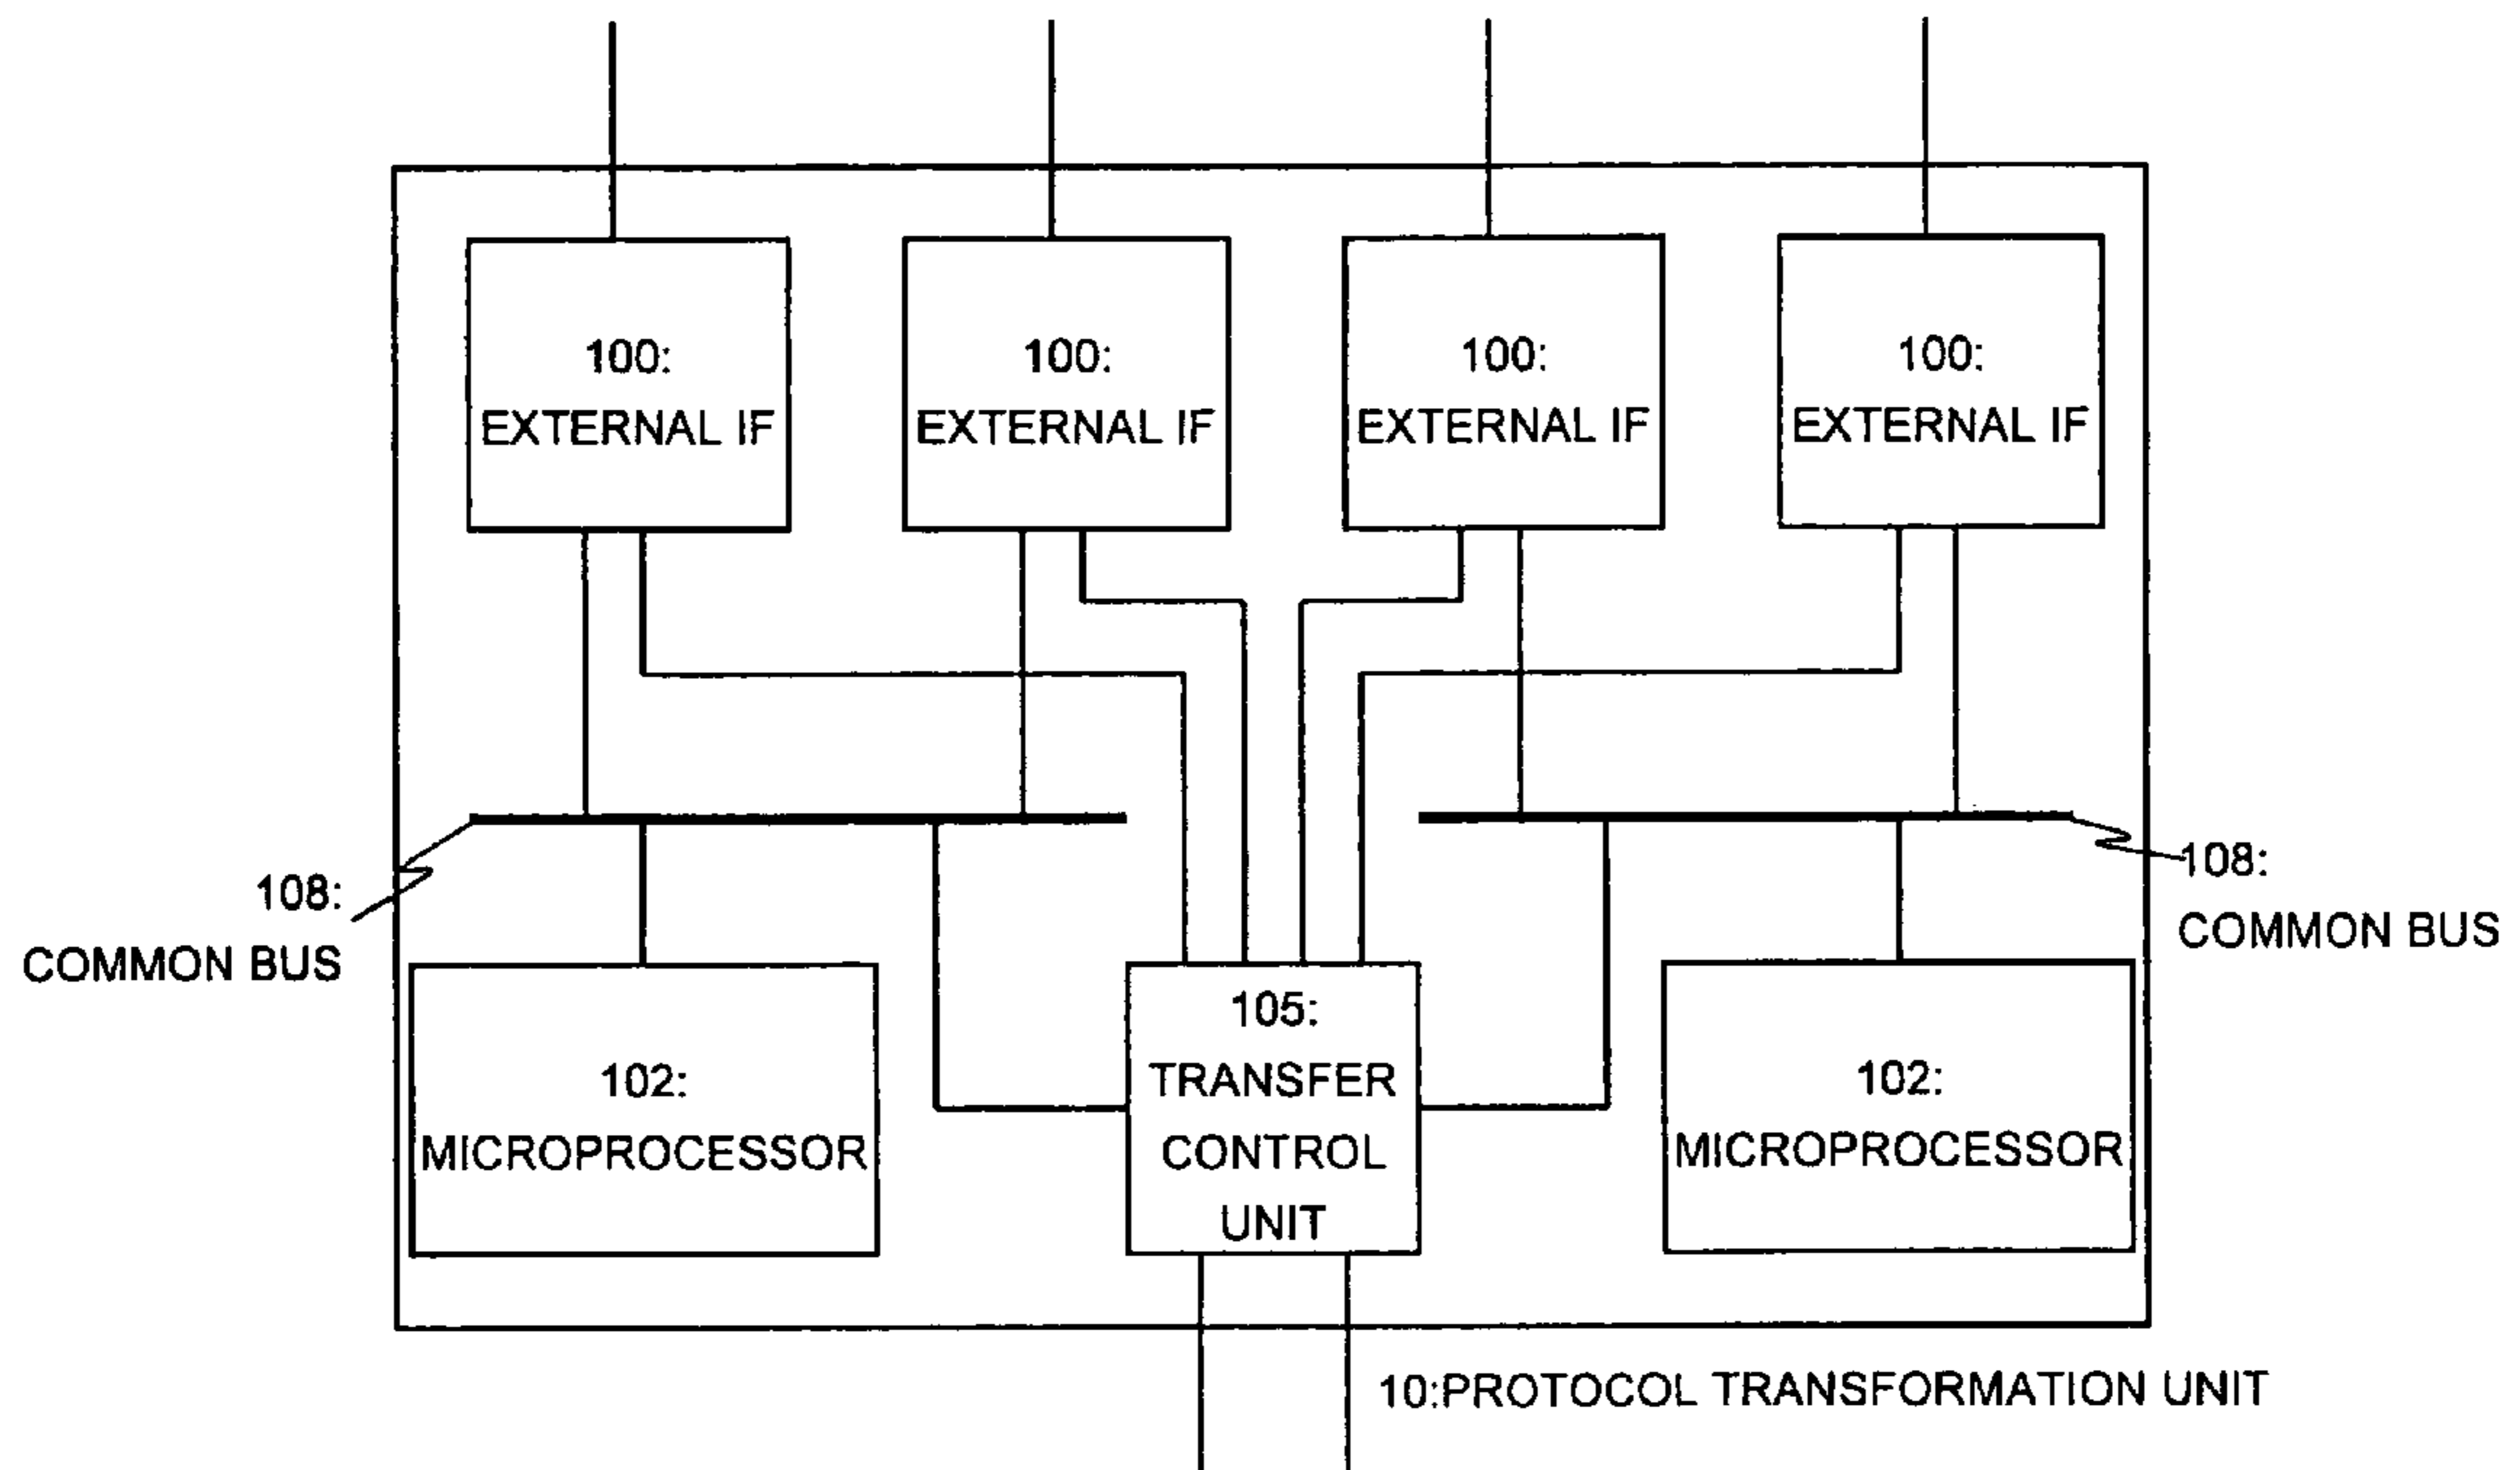 100:
EXTERNAL IF
100:
EXTERNAL IF
100:
EXTERNAL IF
100:
EXTERNAL IF
108:
COMMON BUS
108:
COMMON BUS
102:
MICROPROCESSOR
105:
TRANSFER
CONTROL
UNIT
102:
MICROPROCESSOR
10:PROTOCOL TRANSFORMATION UNIT